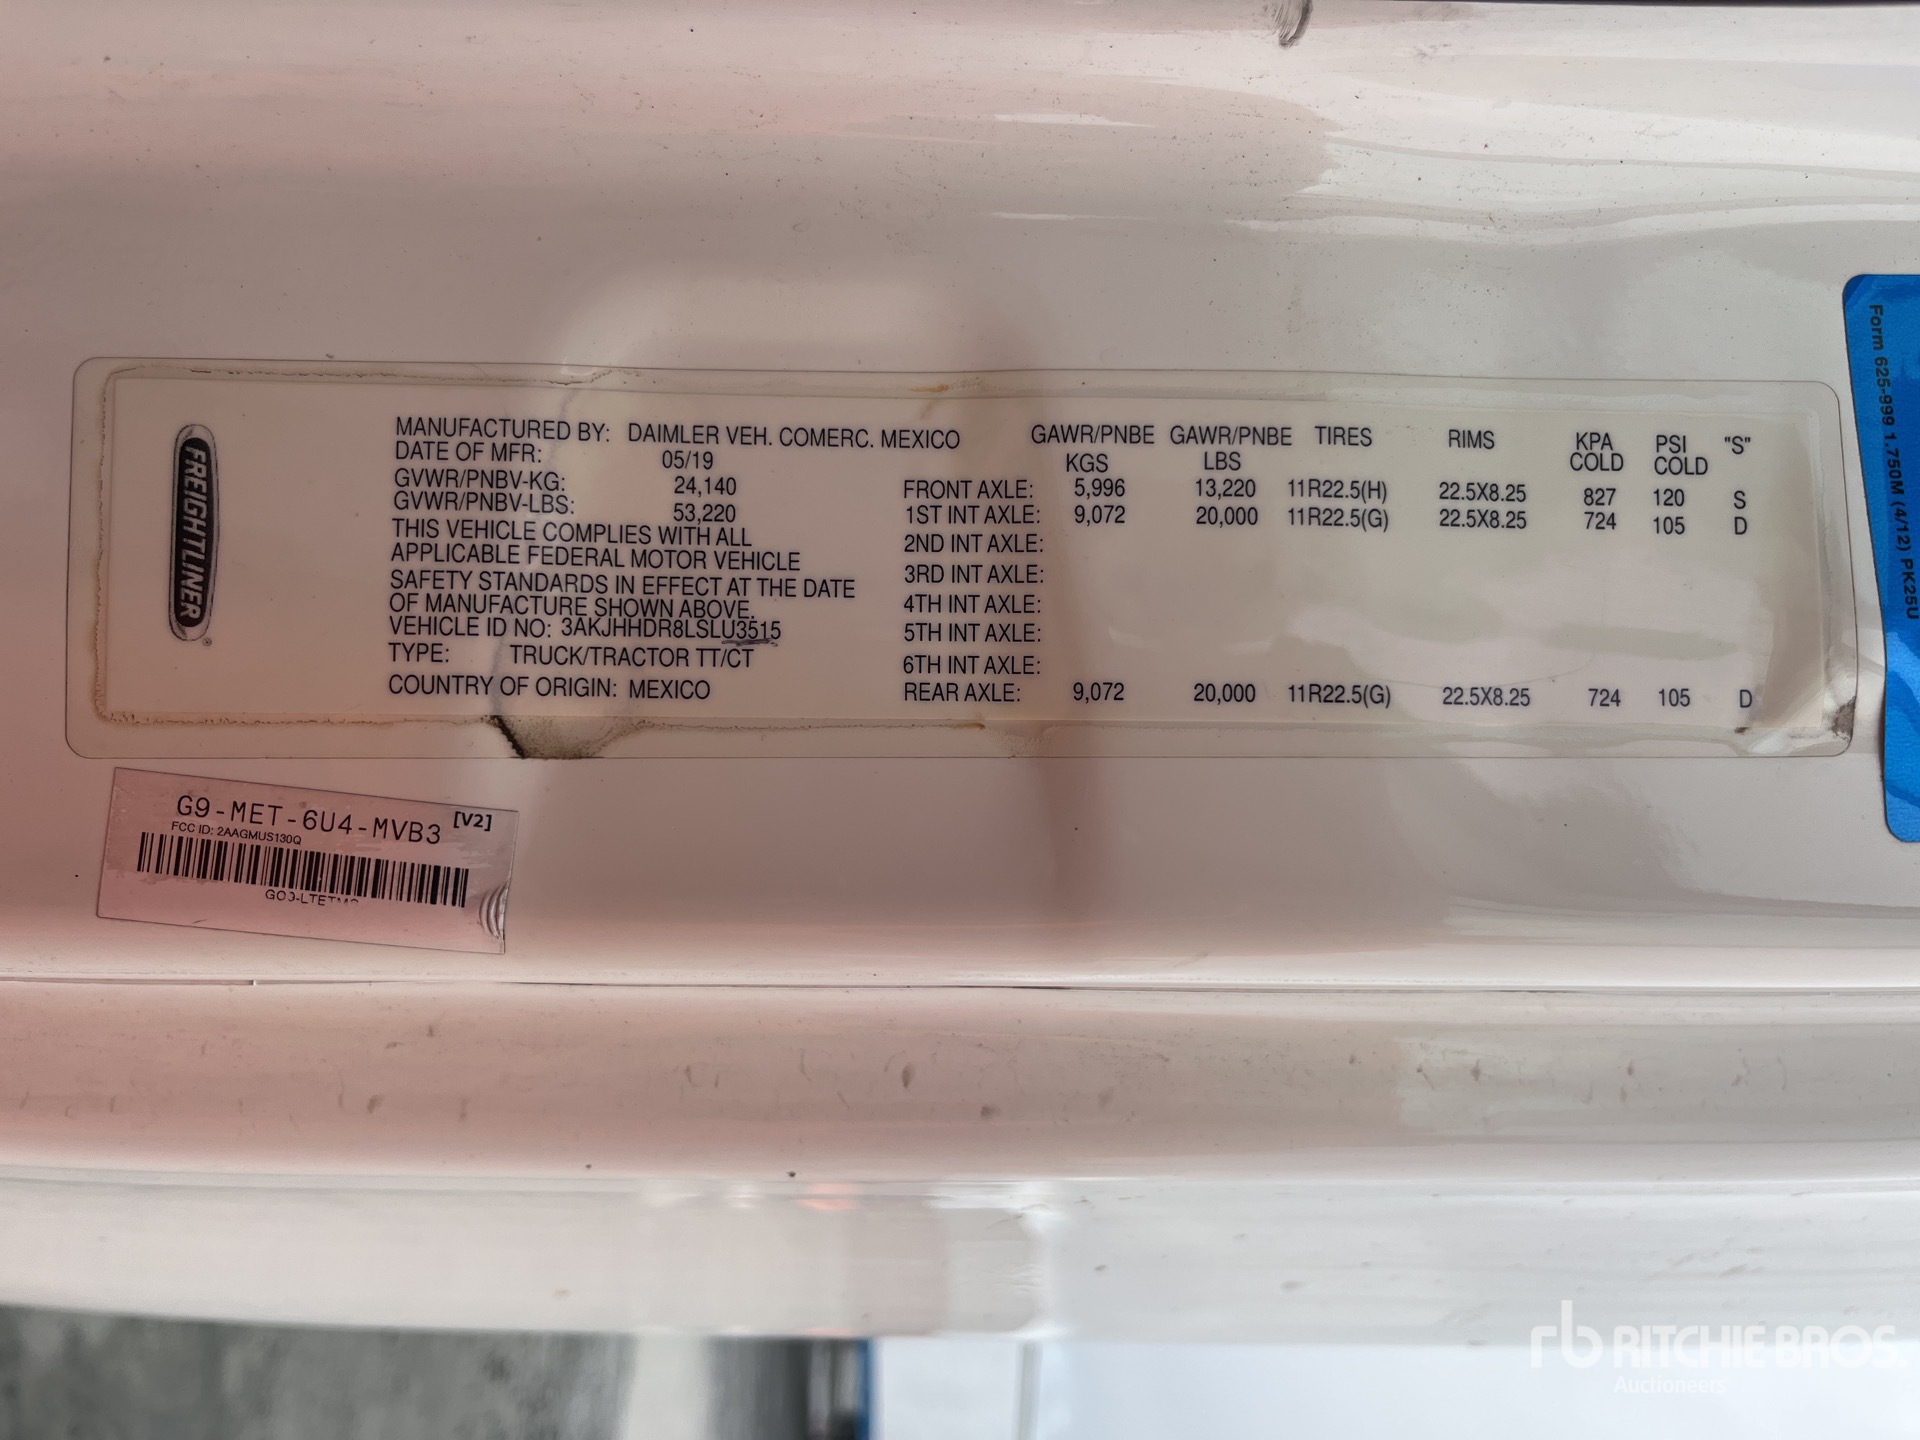 FREIGHTLINER
MANUFACTURED BY: DAIMLER VEH. COMERC. MEXICO
DATE OF MFR: 05/19
GVWR/PNBV-KG: 24,140
GVWR/PNBV-LBS: 53,220
THIS VEHICLE COMPLIES WITH ALL
APPLICABLE FEDERAL MOTOR VEHICLE
SAFETY STANDARDS IN EFFECT AT THE DATE
OF MANUFACTURE SHOWN ABOVE.
VEHICLE ID NO: 3AKJHHDR8LSLU3515
TYPE: TRUCK/TRACTOR TT/CT
COUNTRY OF ORIGIN: MEXICO
GAWR/PNBE GAWR/PNBE TIRES RIMS KPA PSI "S"
KGS LBS COLD COLD
FRONT AXLE: 5,996 13,220 11R22.5(H) 22.5X8.25 827 120 S
1ST INT AXLE: 9,072 20,000 11R22.5(G) 22.5X8.25 724 105 D
2ND INT AXLE:
3RD INT AXLE:
4TH INT AXLE:
5TH INT AXLE:
6TH INT AXLE:
REAR AXLE: 9,072 20,000 11R22.5(G) 22.5X8.25 724 105 D
Form 625-999 1.750M (4/12) PK25U
G9-MET-6U4-MVB3 [V2]
FCC ID: 2AAGMUS130Q
rb RITCHIE BROS.
Auctioneers